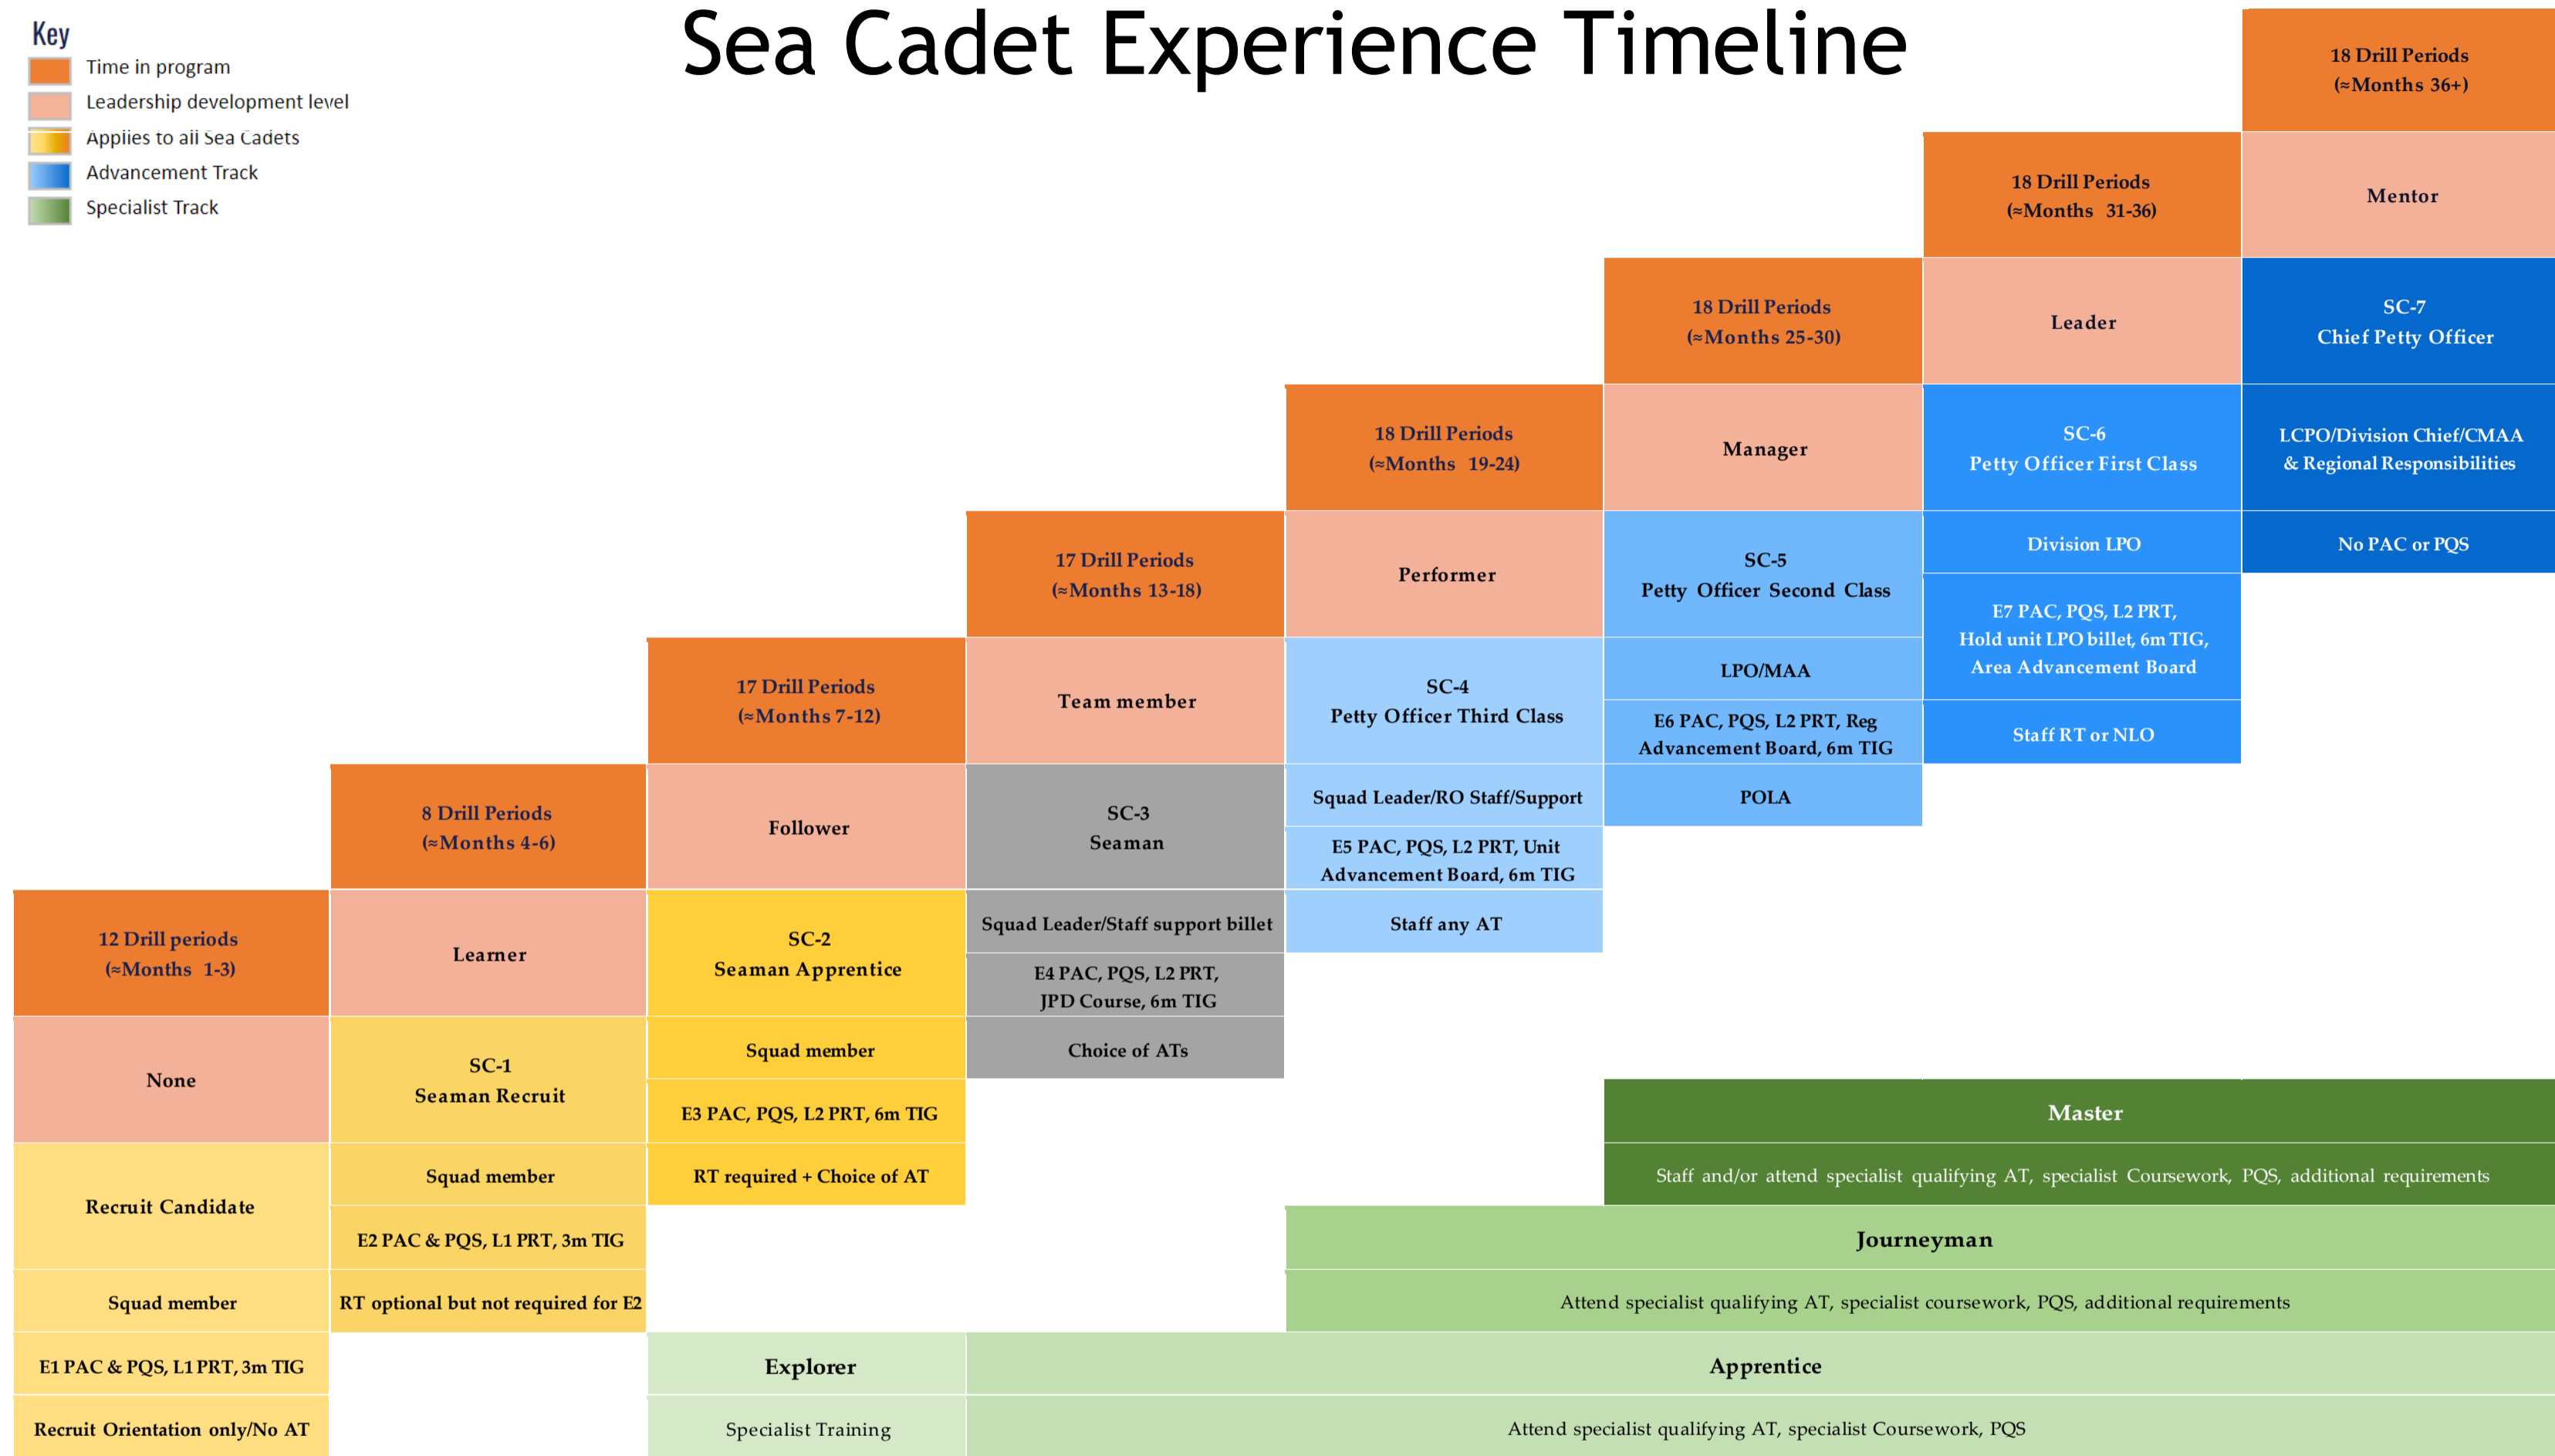 Sea Cadet Experience Timeline
Key
Time in program
Leadership development level
Applies to all Sea Cadets
Advancement Track
Specialist Track
12 Drill periods
(≈Months 1-3)
None
Recruit Candidate
Squad member
E1 PAC & PQS, L1 PRT, 3m TIG
Recruit Orientation only/No AT
8 Drill Periods
(≈Months 4-6)
Learner
SC-1
Seaman Recruit
Squad member
E2 PAC & PQS, L1 PRT, 3m TIG
RT optional but not required for E2
17 Drill Periods
(≈Months 7-12)
Follower
SC-2
Seaman Apprentice
Squad member
E3 PAC, PQS, L2 PRT, 6m TIG
RT required + Choice of AT
17 Drill Periods
(≈Months 13-18)
Team member
SC-3
Seaman
Squad Leader/Staff support billet
E4 PAC, PQS, L2 PRT,
JPD Course, 6m TIG
Choice of ATs
18 Drill Periods
(≈Months 19-24)
Performer
SC-4
Petty Officer Third Class
Squad Leader/RO Staff/Support
E5 PAC, PQS, L2 PRT, Unit
Advancement Board, 6m TIG
Staff any AT
18 Drill Periods
(≈Months 25-30)
Manager
SC-5
Petty Officer Second Class
LPO/MAA
E6 PAC, PQS, L2 PRT, Reg
Advancement Board, 6m TIG
POLA
18 Drill Periods
(≈Months 31-36)
Leader
SC-6
Petty Officer First Class
Division LPO
E7 PAC, PQS, L2 PRT,
Hold unit LPO billet, 6m TIG,
Area Advancement Board
Staff RT or NLO
18 Drill Periods
(≈Months 36+)
Mentor
SC-7
Chief Petty Officer
LCPO/Division Chief/CMAA
& Regional Responsibilities
No PAC or PQS
Master
Staff and/or attend specialist qualifying AT, specialist Coursework, PQS, additional requirements
Journeyman
Attend specialist qualifying AT, specialist coursework, PQS, additional requirements
Explorer
Specialist Training
Apprentice
Attend specialist qualifying AT, specialist Coursework, PQS